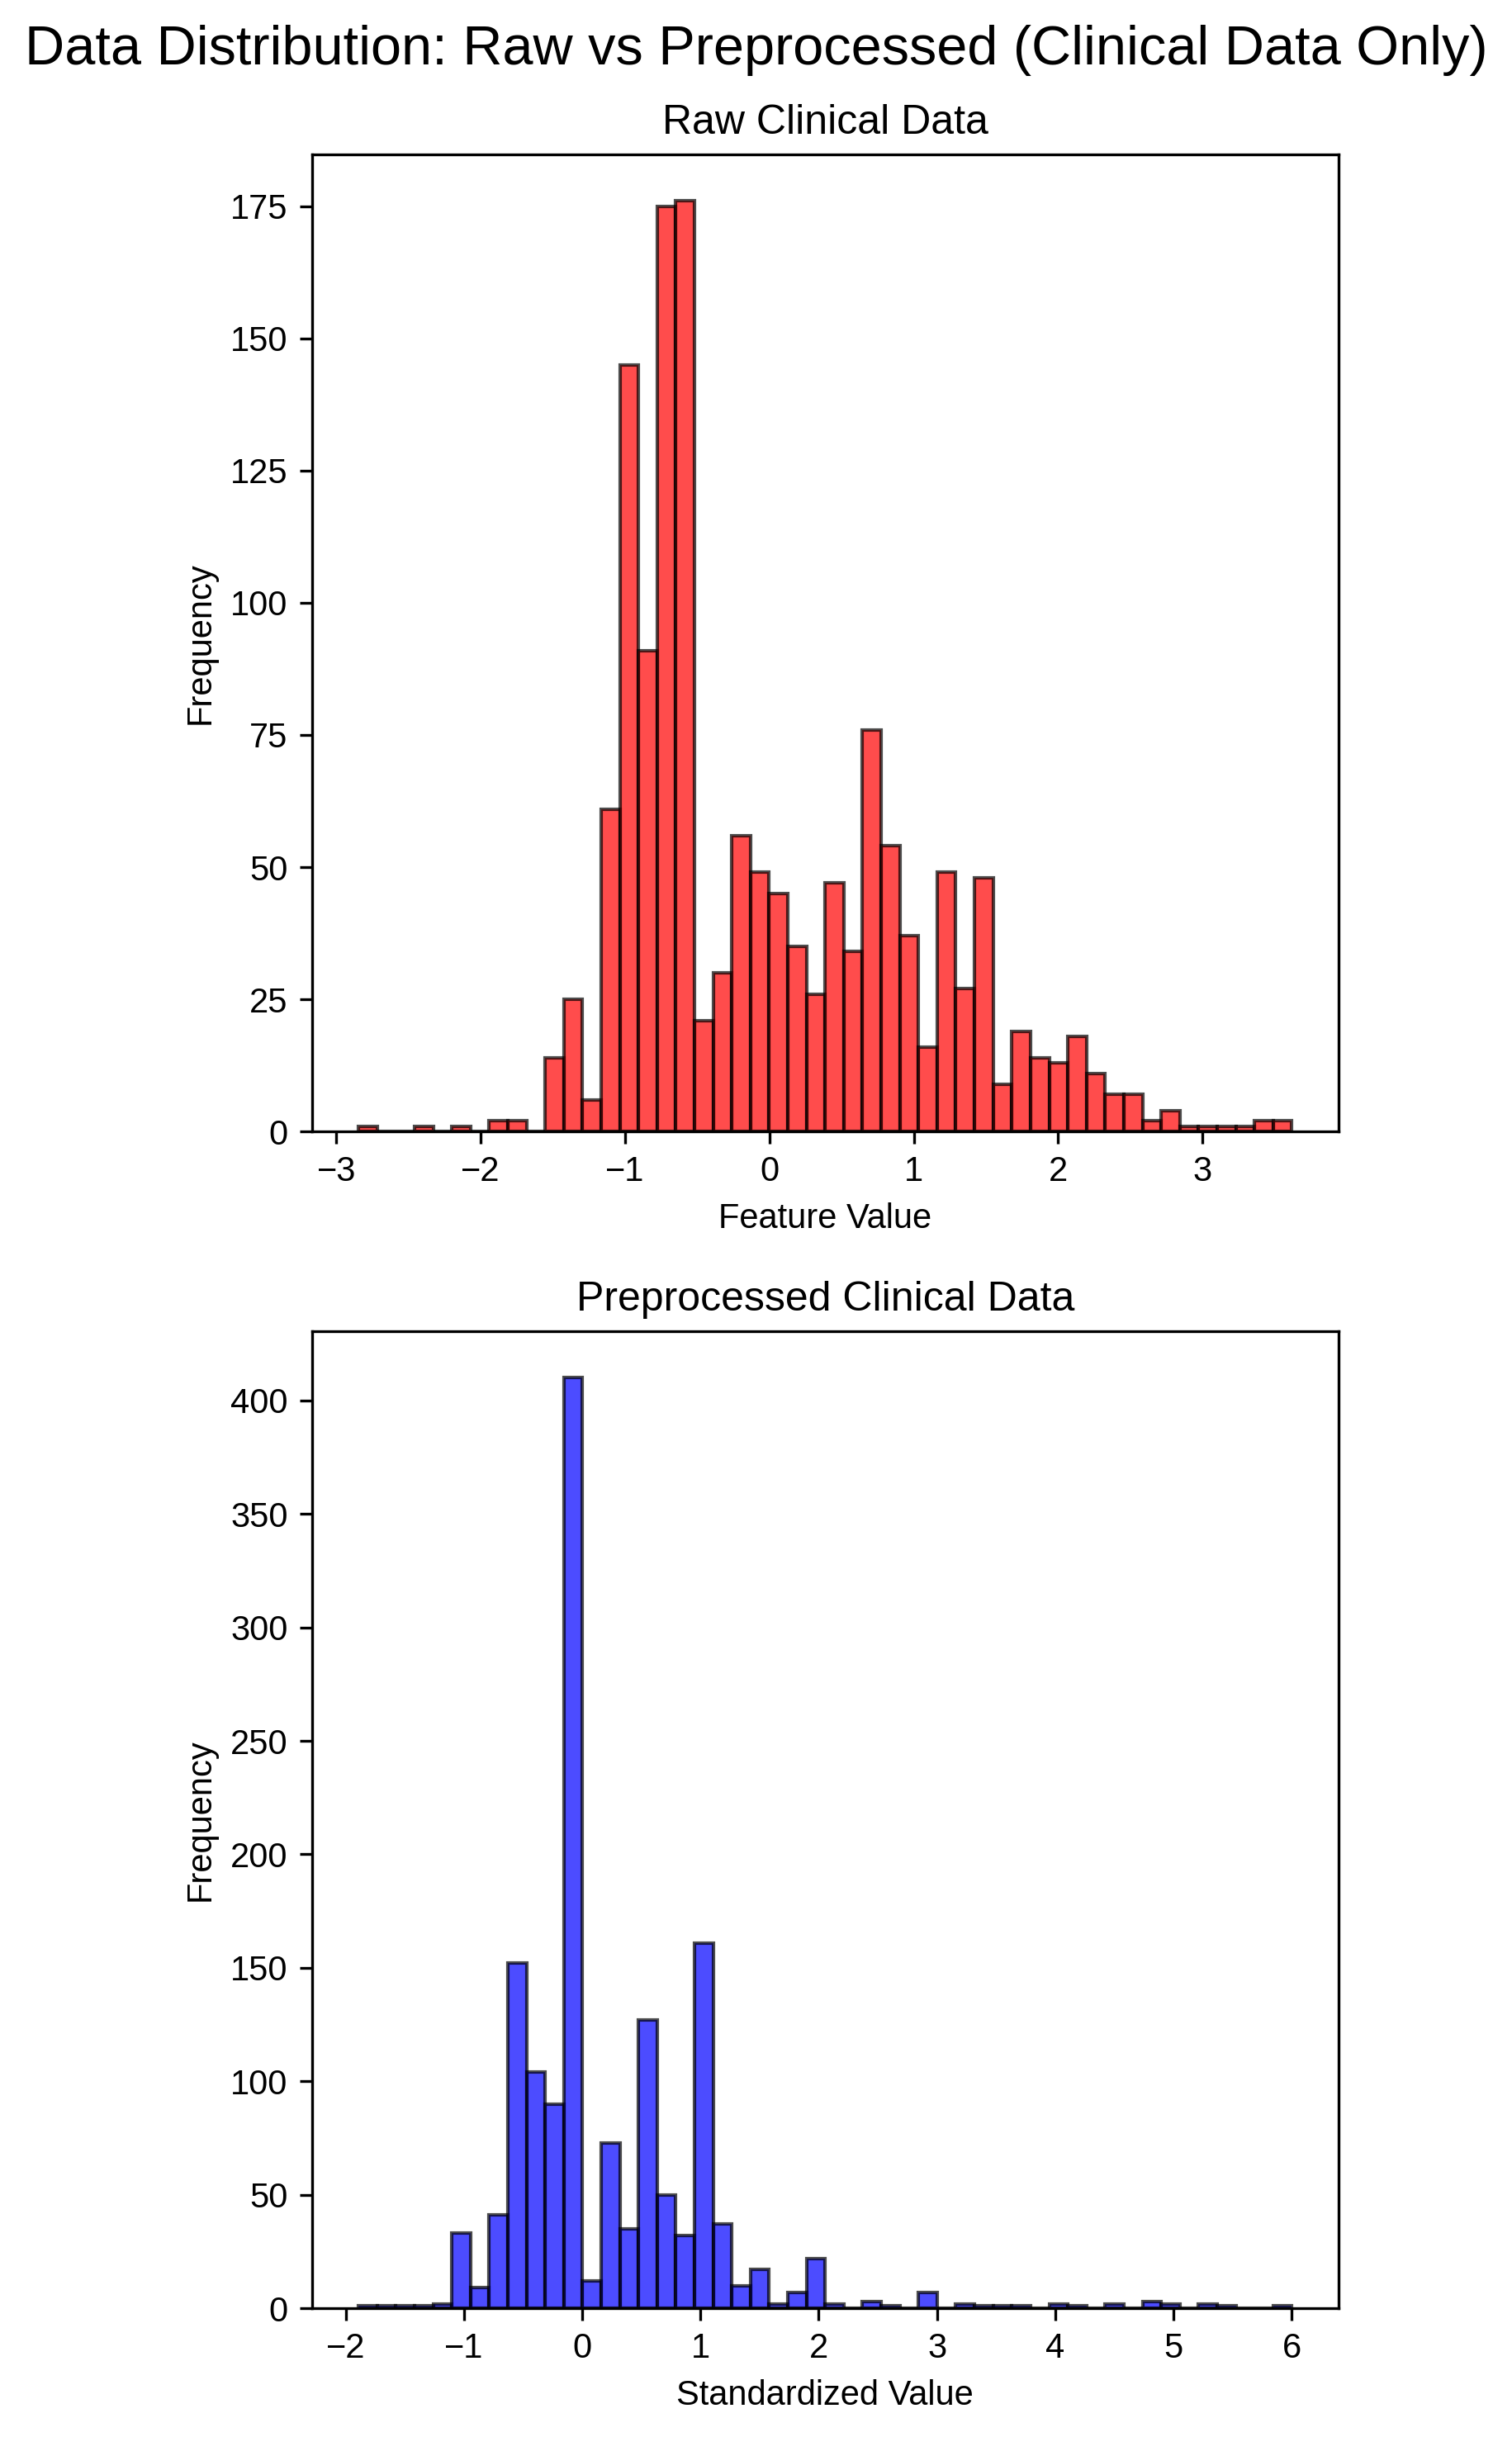 Data Distribution: Raw vs Preprocessed (Clinical Data Only)
Raw Clinical Data
175
150
125
100
75
50
25
0
Frequency
−3 −2 −1 0 1 2 3
Feature Value
Preprocessed Clinical Data
400
350
300
250
200
150
100
50
0
Frequency
−2 −1 0 1 2 3 4 5 6
Standardized Value